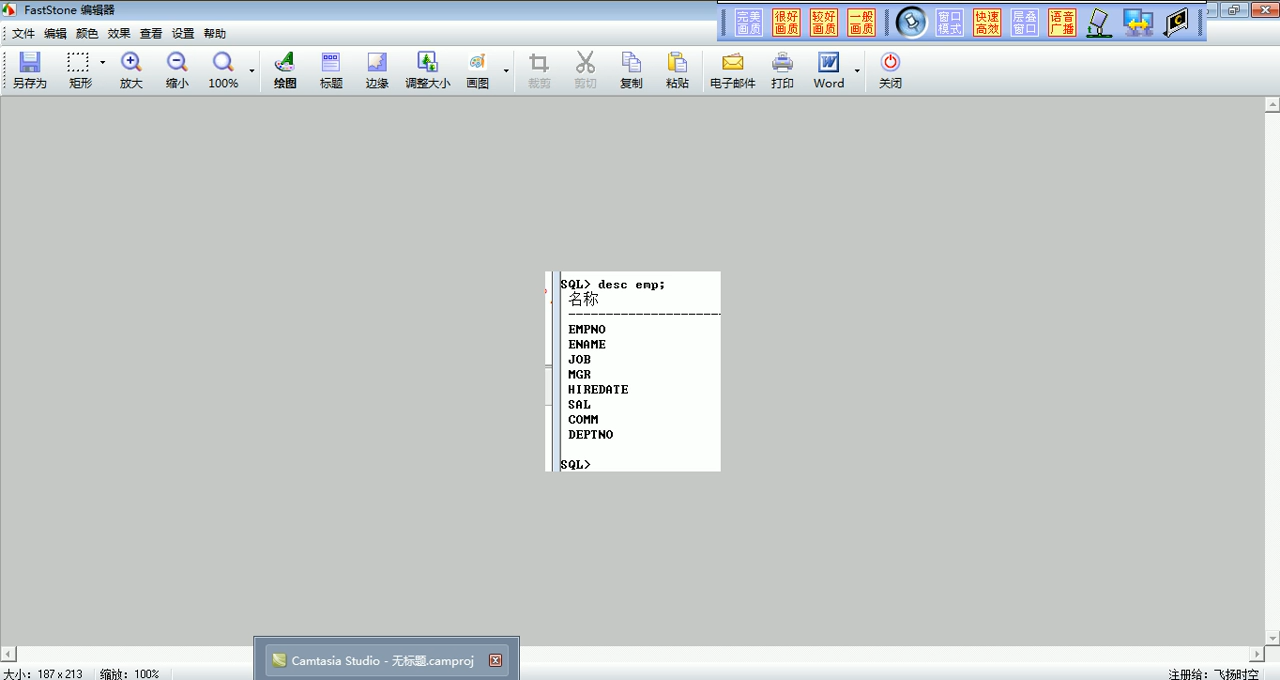 FastStone 编辑器
完美画质 很好画质 较好画质 一般画质 窗口模式 快速高效 层叠窗口 语音广播
文件 编辑 颜色 效果 查看 设置 帮助
另存为 矩形 放大 缩小 100% 绘图 标题 边缘 调整大小 画图 裁剪 剪切 复制 粘贴 电子邮件 打印 Word 关闭
SQL> desc emp;
名称
--------------------
EMPNO
ENAME
JOB
MGR
HIREDATE
SAL
COMM
DEPTNO
SQL>
Camtasia Studio - 无标题.camproj
大小: 187 x 213 缩放: 100% 注册给: 飞扬时空